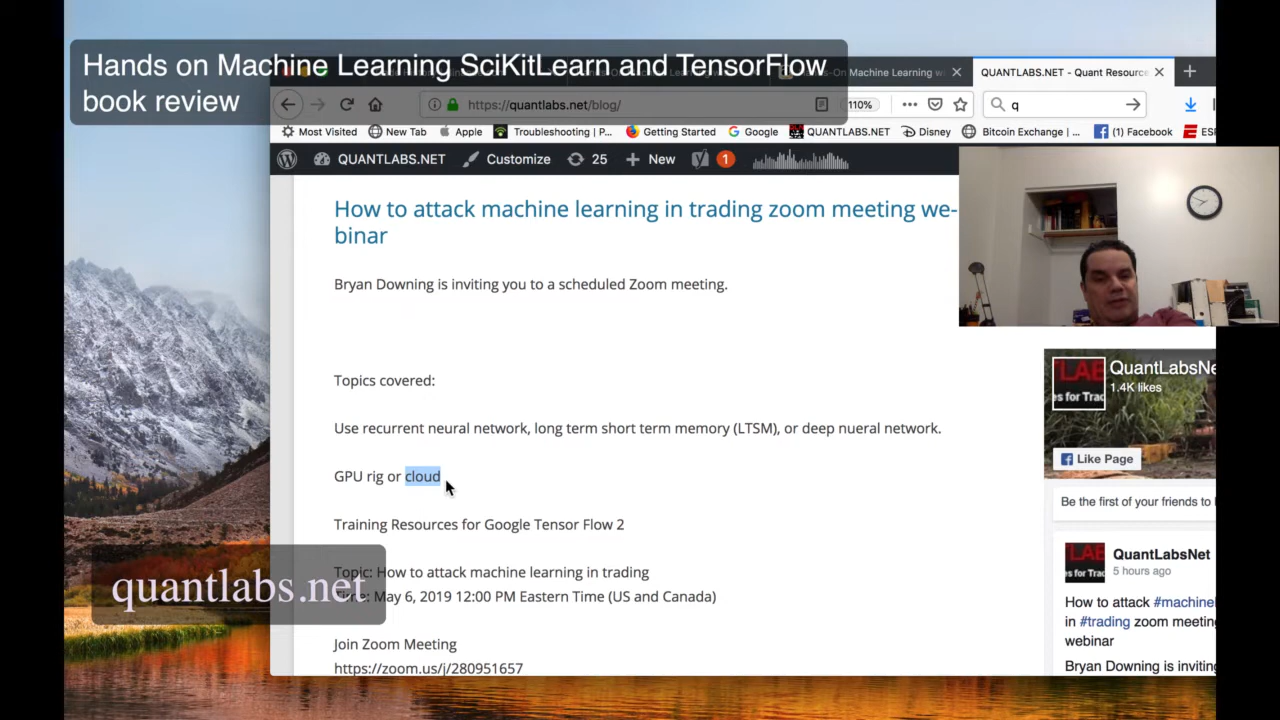 Hands on Machine Learning SciKitLearn and TensorFlow
book review
QUANTLABS.NET - Quant Resource
https://quantlabs.net/blog/
110%
q
Most Visited
New Tab
Apple
Troubleshooting | P...
Getting Started
Google
QUANTLABS.NET
Disney
Bitcoin Exchange | ...
(1) Facebook
QUANTLABS.NET
Customize
25
New
1
How to attack machine learning in trading zoom meeting we-
binar
Bryan Downing is inviting you to a scheduled Zoom meeting.
Topics covered:
Use recurrent neural network, long term short term memory (LTSM), or deep nueral network.
GPU rig or cloud
Training Resources for Google Tensor Flow 2
Topic: How to attack machine learning in trading
Time: May 6, 2019 12:00 PM Eastern Time (US and Canada)
Join Zoom Meeting
https://zoom.us/j/280951657
quantlabs.net
QuantLabsNe
1.4K likes
Like Page
Be the first of your friends to l
QuantLabsNet
5 hours ago
How to attack #machinel
in #trading zoom meeting
webinar
Bryan Downing is inviting